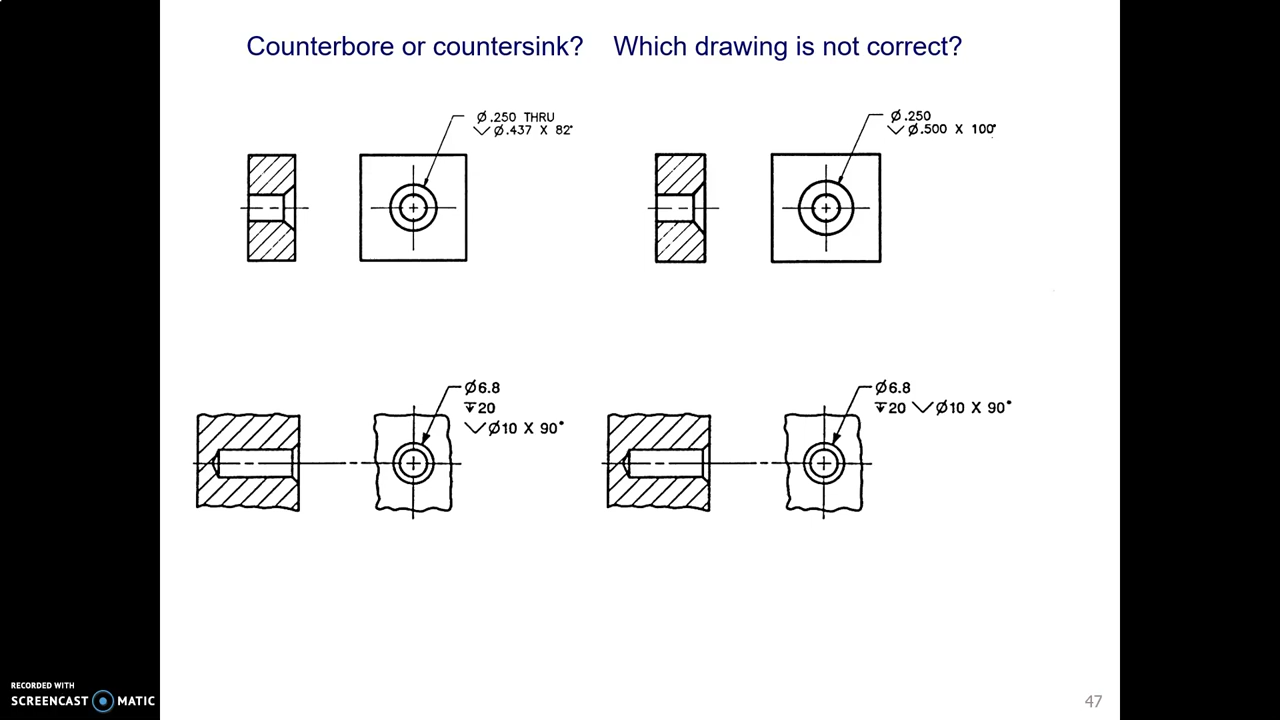 Counterbore or countersink? Which drawing is not correct?
Ø.250 THRU
⌵Ø.437 X 82°
Ø.250
⌵Ø.500 X 100°
Ø6.8
↧20
⌵Ø10 X 90°
Ø6.8
↧20 ⌵Ø10 X 90°
RECORDED WITH
SCREENCAST MATIC
47